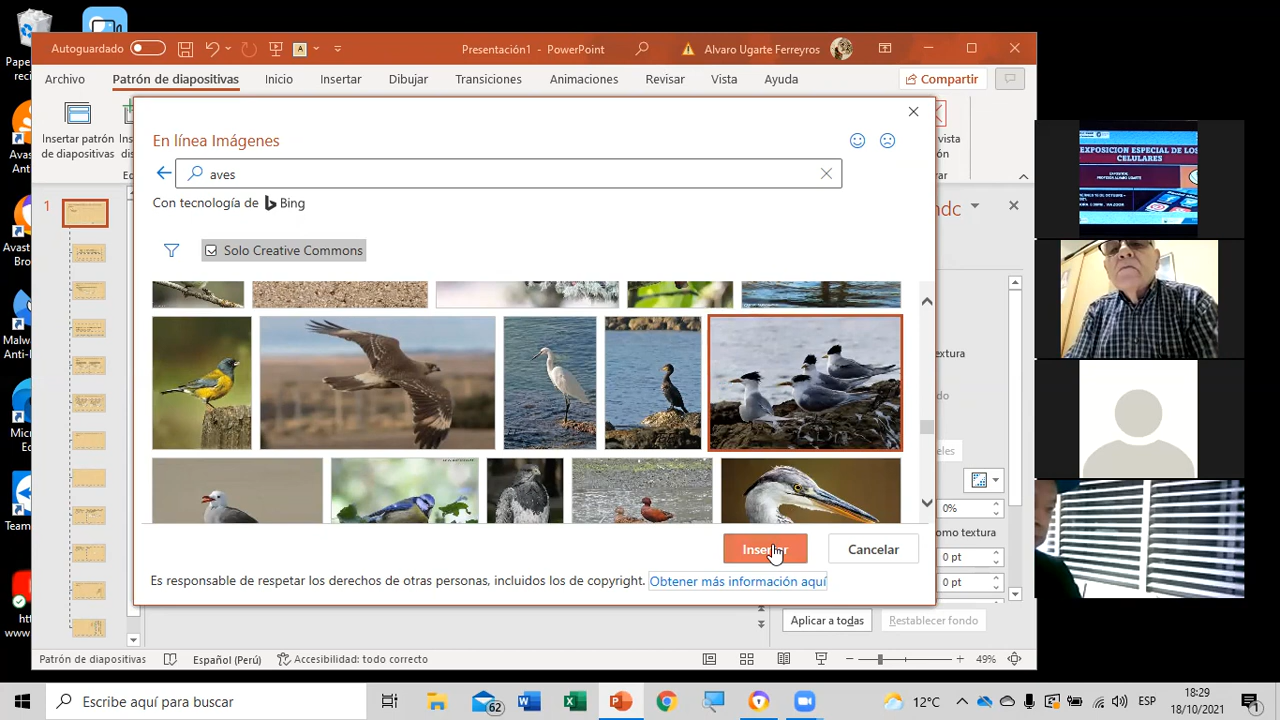 Autoguardado
Presentación1 - PowerPoint
Alvaro Ugarte Ferreyros
Archivo
Patrón de diapositivas
Inicio
Insertar
Dibujar
Transiciones
Animaciones
Revisar
Vista
Ayuda
Compartir
Insertar patrón
de diapositivas
En línea Imágenes
aves
Con tecnología de Bing
Solo Creative Commons
Insertar
Cancelar
Es responsable de respetar los derechos de otras personas, incluidos los de copyright. Obtener más información aquí
1
0%
0 pt
0 pt
Aplicar a todas
Restablecer fondo
Patrón de diapositivas
Español (Perú)
Accesibilidad: todo correcto
49%
EXPOSICION ESPECIAL DE LOS
CELULARES
Escribe aquí para buscar
62
12°C
ESP
18:29
18/10/2021
1